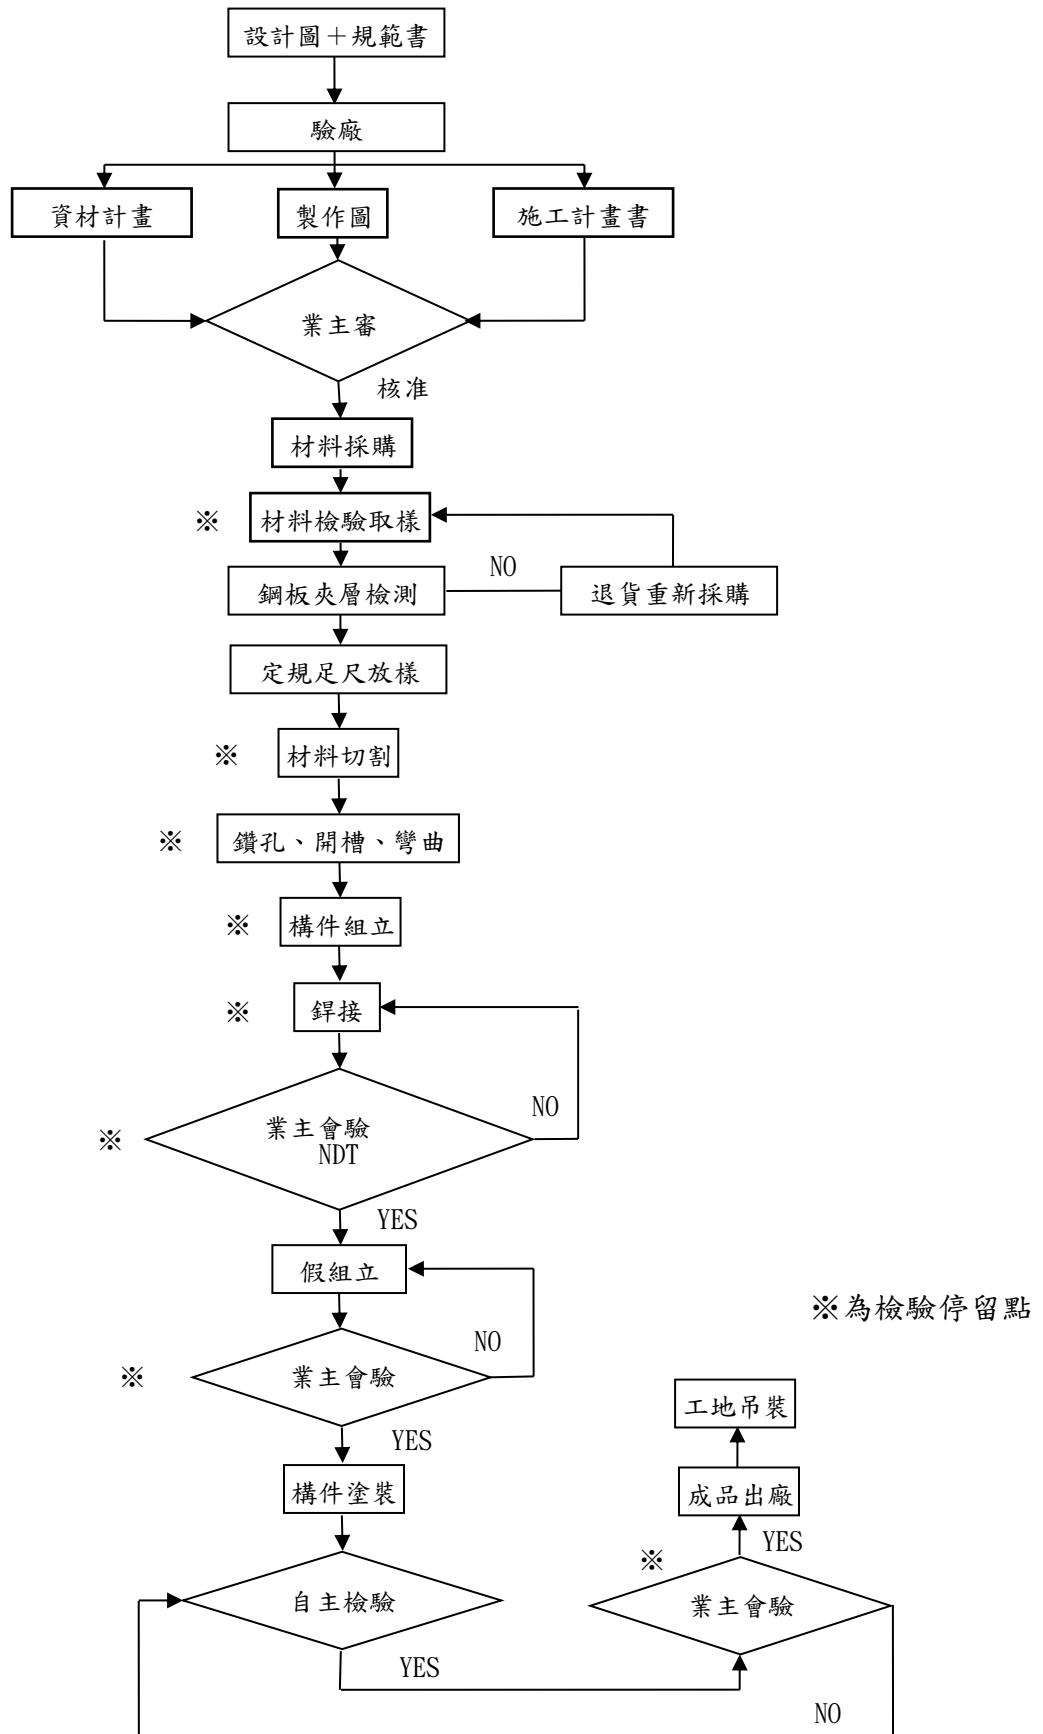 設計圖＋規範書
驗廠
資材計畫
製作圖
施工計畫書
業主審
核准
材料採購
※
材料檢驗取樣
鋼板夾層檢測
NO
退貨重新採購
定規足尺放樣
※
材料切割
※
鑽孔、開槽、彎曲
※
構件組立
※
銲接
※
業主會驗
NDT
NO
YES
假組立
※為檢驗停留點
NO
※
業主會驗
YES
工地吊裝
構件塗裝
成品出廠
YES
※
自主檢驗
業主會驗
YES
NO